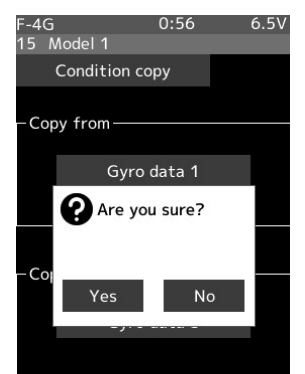 F-4G 0:56 6.5V
15 Model 1
Condition copy
Copy from
Gyro data 1
Are you sure?
Yes No